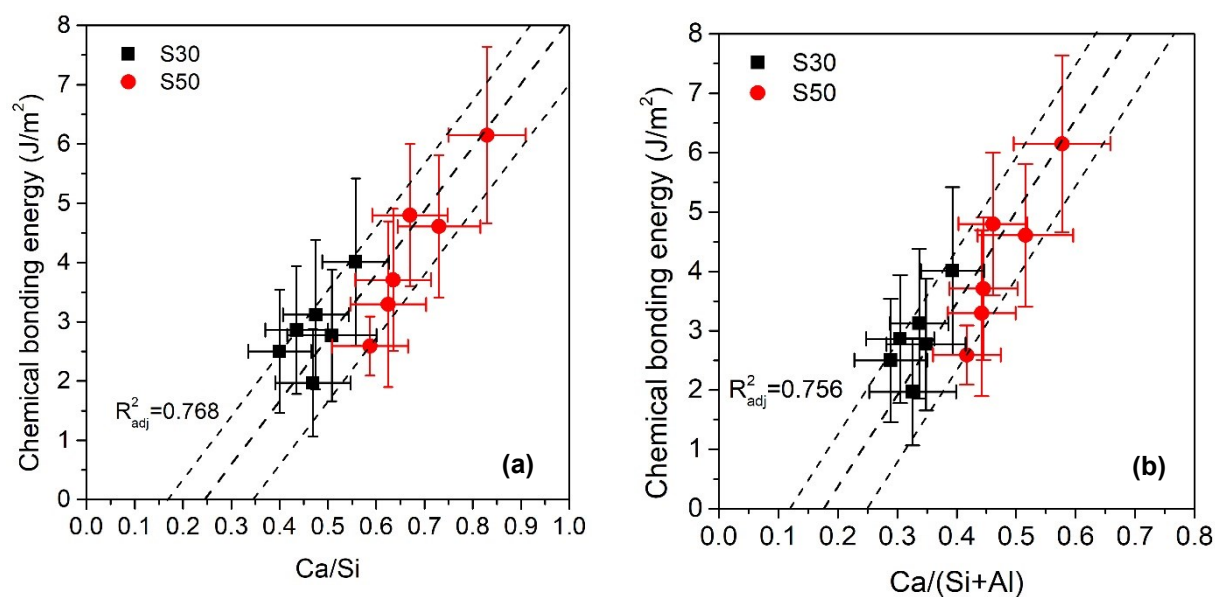 8
7
6
5
4
3
2
1
0
Chemical bonding energy (J/m²)
S30
S50
R²adj=0.768
(a)
0.0 0.1 0.2 0.3 0.4 0.5 0.6 0.7 0.8 0.9 1.0
Ca/Si
8
7
6
5
4
3
2
1
0
Chemical bonding energy (J/m²)
S30
S50
R²adj=0.756
(b)
0.0 0.1 0.2 0.3 0.4 0.5 0.6 0.7 0.8
Ca/(Si+Al)